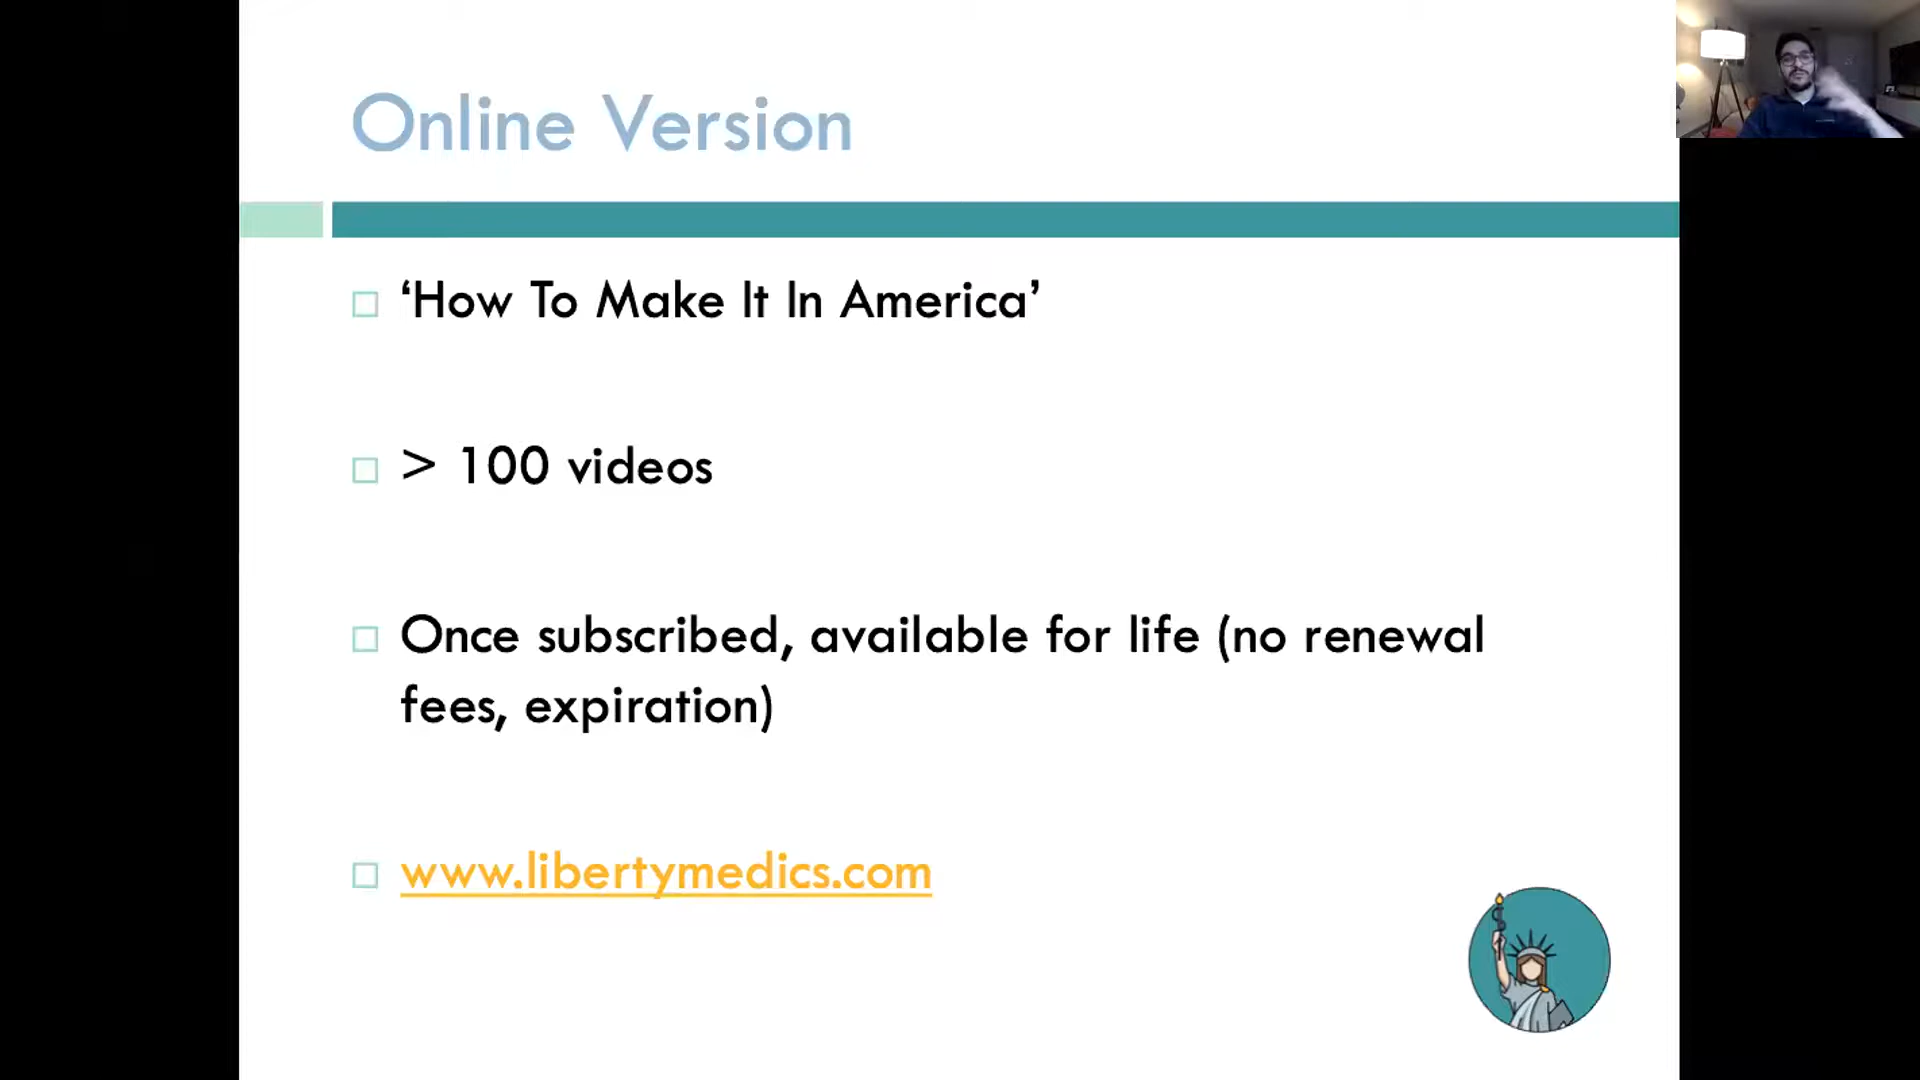 Online Version
‘How To Make It In America’
> 100 videos
Once subscribed, available for life (no renewal
fees, expiration)
www.libertymedics.com